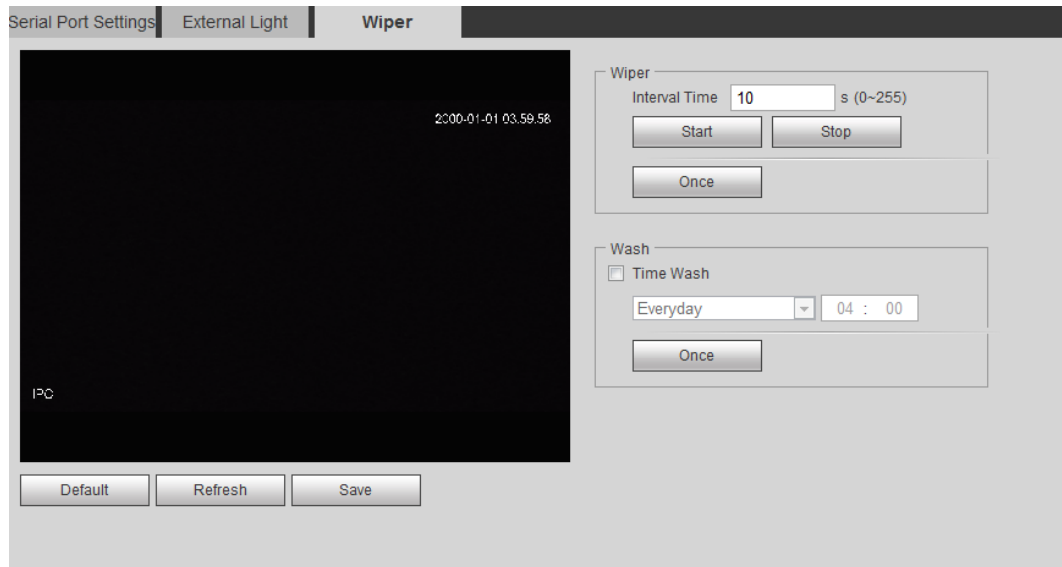 Serial Port Settings External Light Wiper
2000-01-01 03:59:58
IPC
Default Refresh Save
Wiper
Interval Time 10 s (0~255)
Start Stop
Once
Wash
Time Wash
Everyday 04 : 00
Once